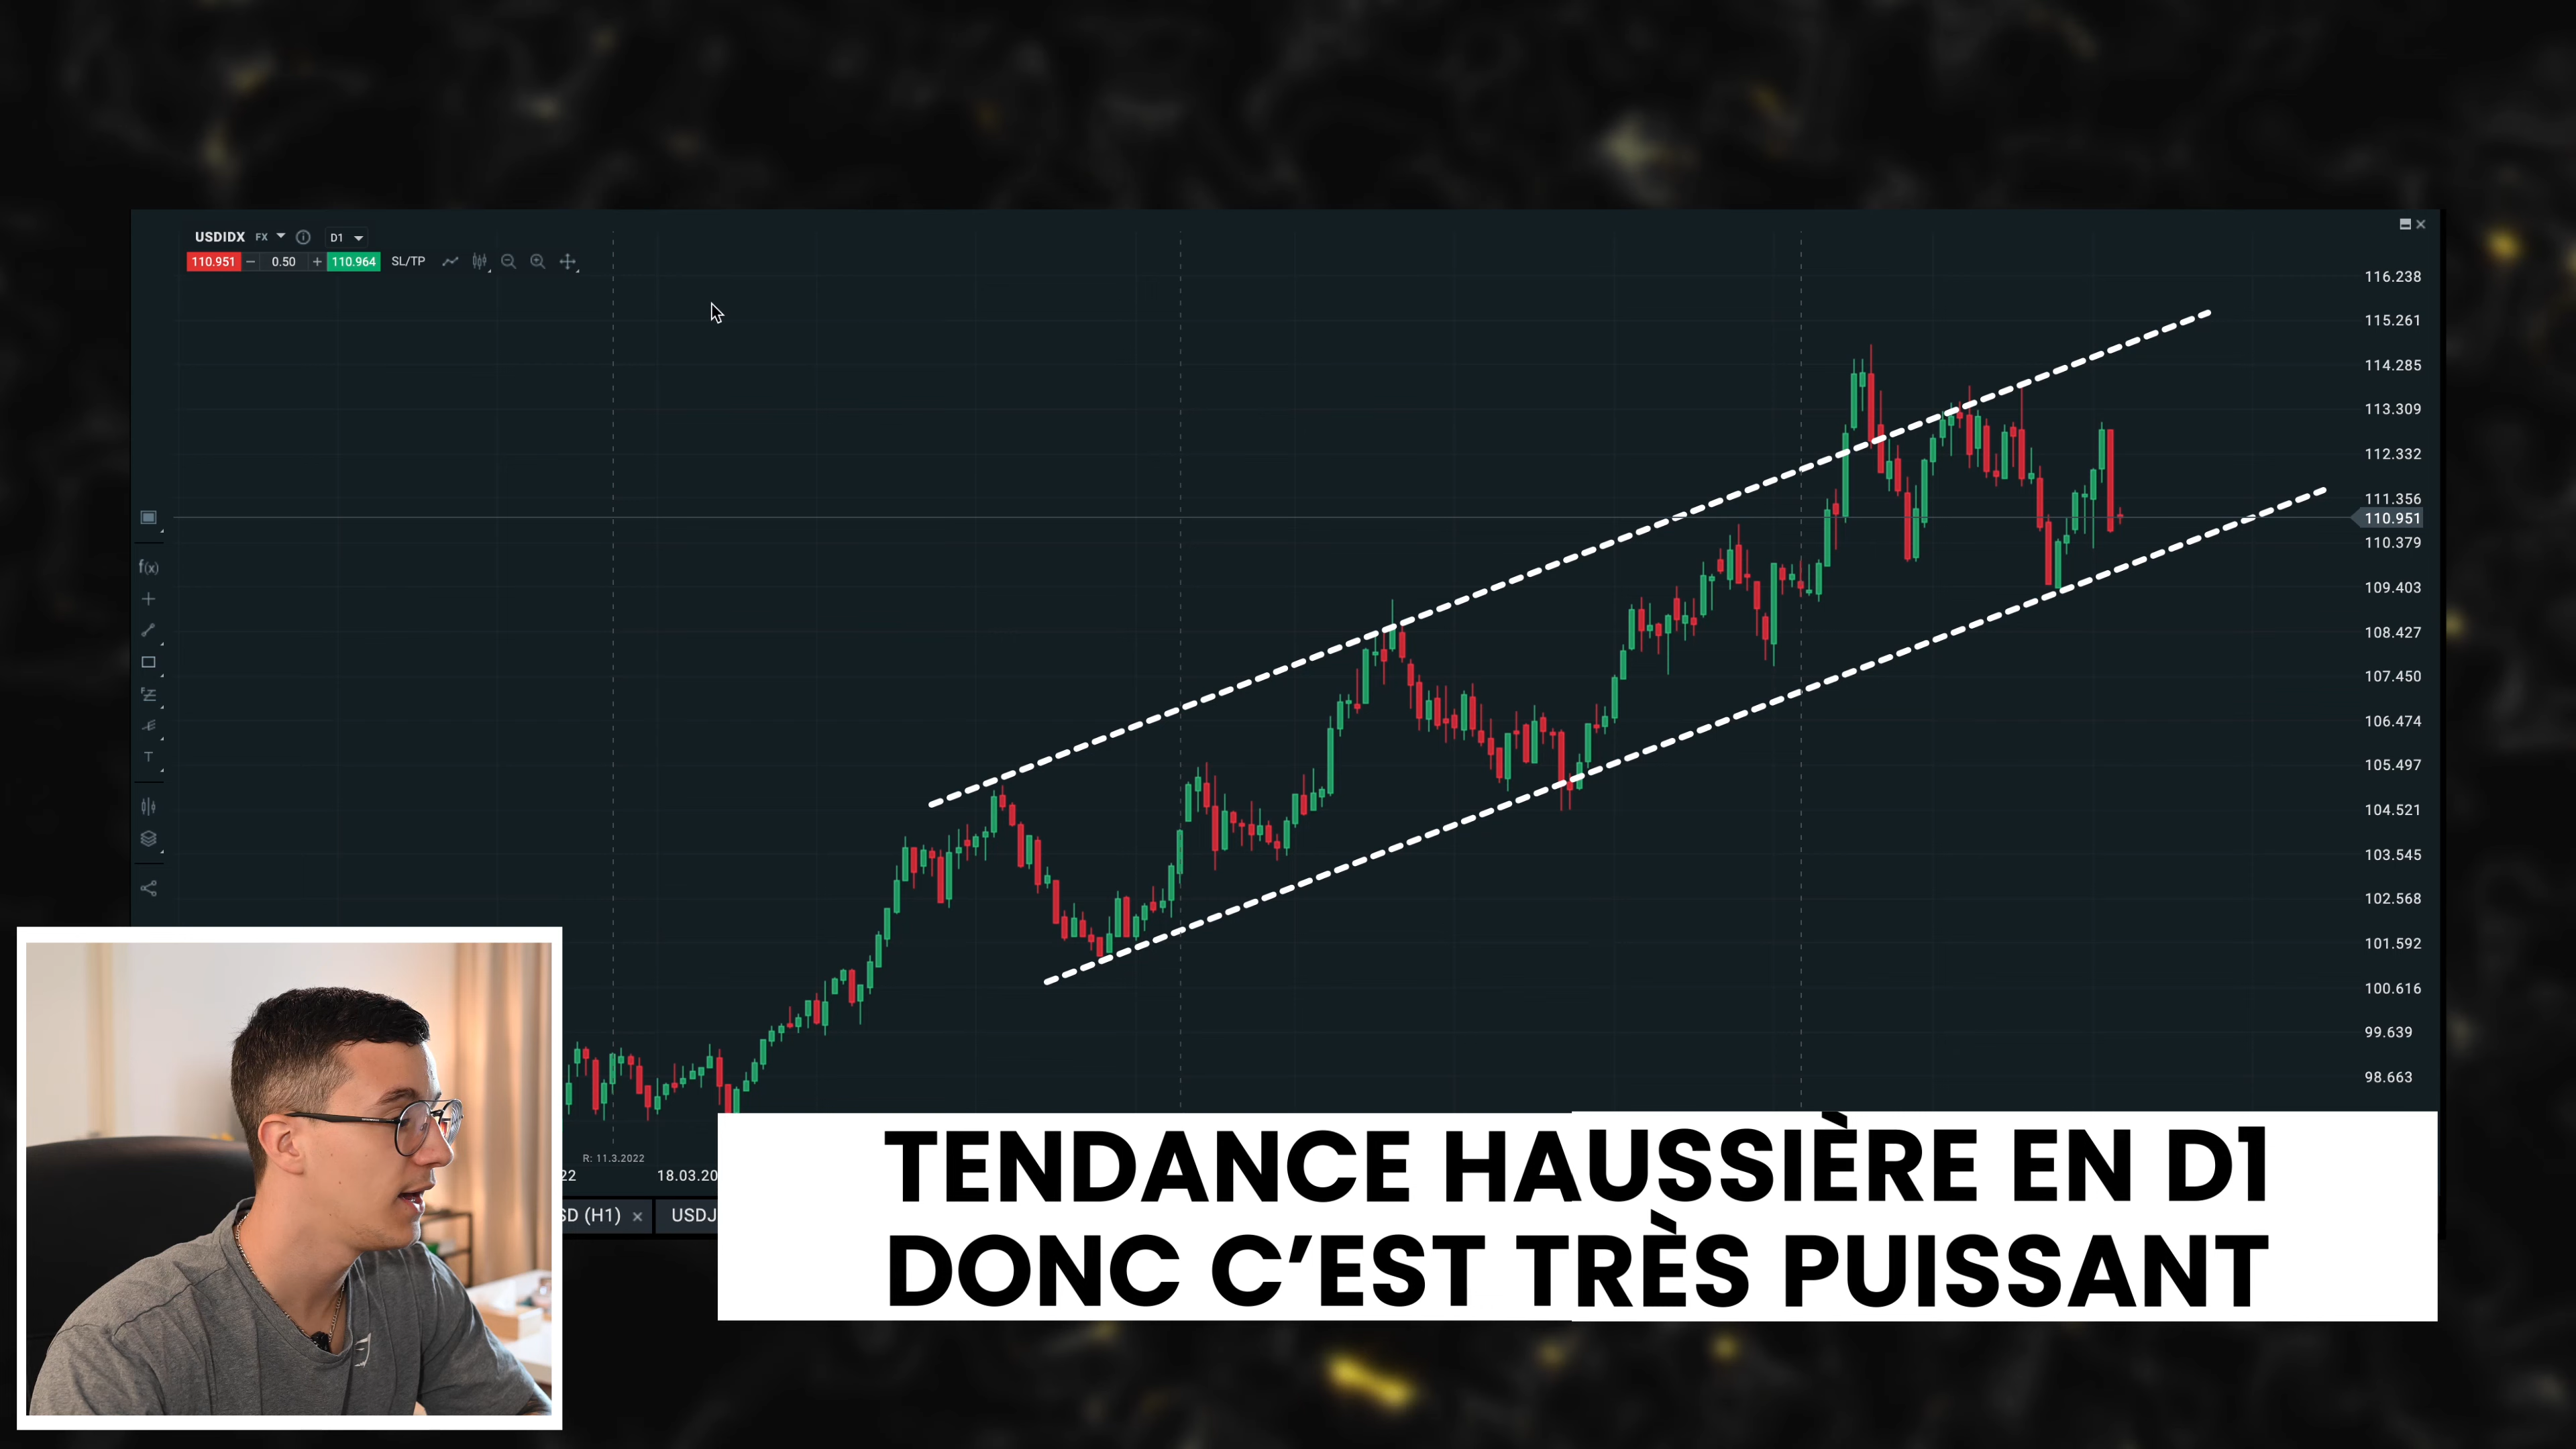 USDIDX FX D1
110.951 − 0.50 + 110.964 SL/TP
116.238
115.261
114.285
113.309
112.332
111.356
110.951
110.379
109.403
108.427
107.450
106.474
105.497
104.521
103.545
102.568
101.592
100.616
99.639
98.663
f(x)
T
R: 11.3.2022
22 18.03.20
SD (H1) × USDJ
TENDANCE HAUSSIÈRE EN D1
DONC C'EST TRÈS PUISSANT